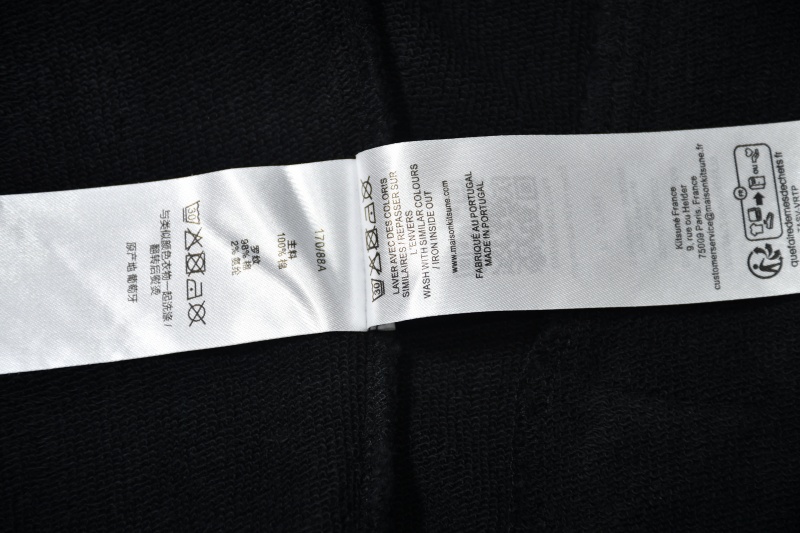 170/88A
主料
100% 棉
罗纹
98% 棉
2% 氨纶
与类似颜色衣物一起洗涤/
翻转后熨烫
原产地 葡萄牙
LAVER AVEC DES COLORIS
SIMILAIRES / REPASSER SUR
L'ENVERS
WASH WITH SIMILAR COLOURS
/ IRON INSIDE OUT
www.maisonkitsune.com
FABRIQUÉ AU PORTUGAL
MADE IN PORTUGAL
Kitsuné France
9, rue du Helder
75009 Paris, France
customerservice@maisonkitsune.fr
FR
ou
quefairedemesdechets.fr